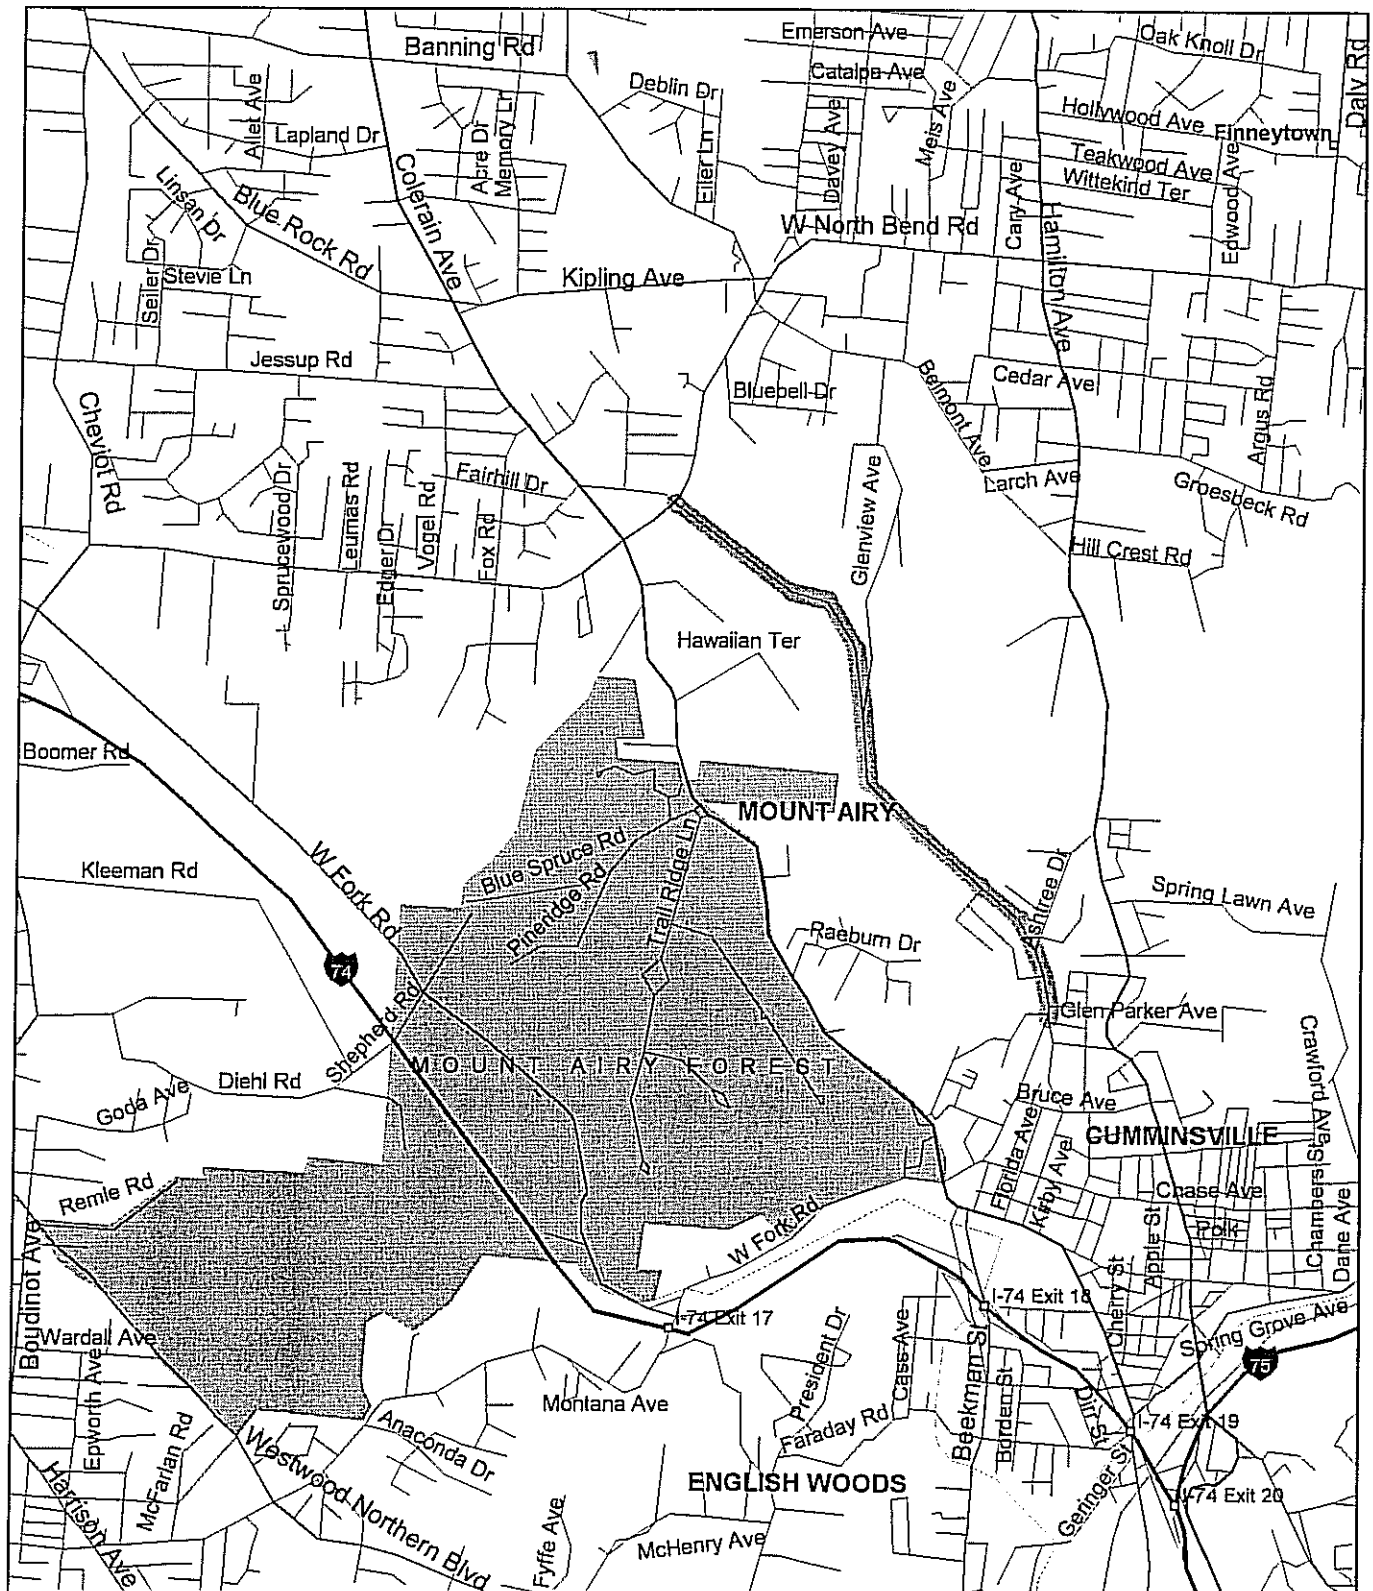 Banning Rd
Emerson Ave
Oak Knoll Dr
Daly Rd
Deblin Dr
Catalpa Ave
Allet Ave
Lapland Dr
Acre Dr
Memory Ln
Eiler Ln
Davey Ave
Meis Ave
Hollywood Ave
Finneytown
Teakwood Ave
Wittekind Ter
Edwood Ave
Cary Ave
Linsan Dr
Blue Rock Rd
Colerain Ave
W North Bend Rd
Hamilton Ave
Seiler Dr
Stevie Ln
Kipling Ave
Jessup Rd
Bluebell Dr
Belmont Ave
Cedar Ave
Argus Rd
Cheviot Rd
Sprucewood Dr
Leumas Rd
Edger Dr
Vogel Rd
Fairhill Dr
Fox Rd
Glenview Ave
Larch Ave
Groesbeck Rd
Hill Crest Rd
Hawaiian Ter
Boomer Rd
MOUNT AIRY
Kleeman Rd
W Fork Rd
Blue Spruce Rd
Pineridge Rd
Trail Ridge Ln
Ashtree Dr
Spring Lawn Ave
Raeburn Dr
74
Shepherd Rd
Glen Parker Ave
Crawford Ave
MOUNT AIRY FOREST
Diehl Rd
Goda Ave
Bruce Ave
CUMMINSVILLE
Florida Ave
Kirby Ave
Remle Rd
Chase Ave
Apple St
Polk
Chambers St
Dane Ave
Boudinot Ave
W Fork Rd
I-74 Exit 17
I-74 Exit 18
Cherry St
Spring Grove Ave
75
Wardall Ave
Epworth Ave
McFarlan Rd
Montana Ave
President Dr
Cass Ave
Faraday Rd
Beekman St
Borden St
Dirr St
I-74 Exit 19
Anaconda Dr
Westwood Northern Blvd
Harrison Ave
ENGLISH WOODS
Geringer St
I-74 Exit 20
Fyffe Ave
McHenry Ave